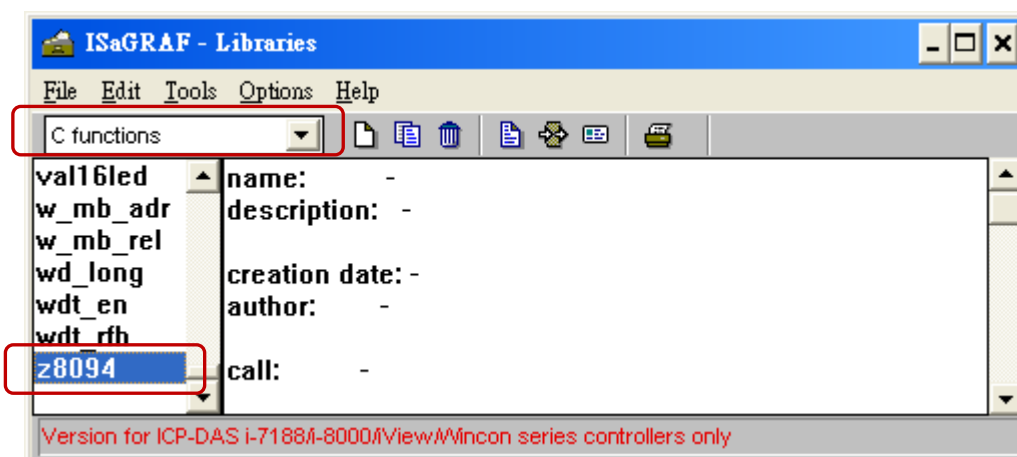 ISaGRAF - Libraries
File Edit Tools Options Help
C functions
val16led
w_mb_adr
w_mb_rel
wd_long
wdt_en
wdt_rfh
z8094
name: -
description: -
creation date: -
author: -
call: -
Version for ICP-DAS i-7188/i-8000/iView/Wincon series controllers only